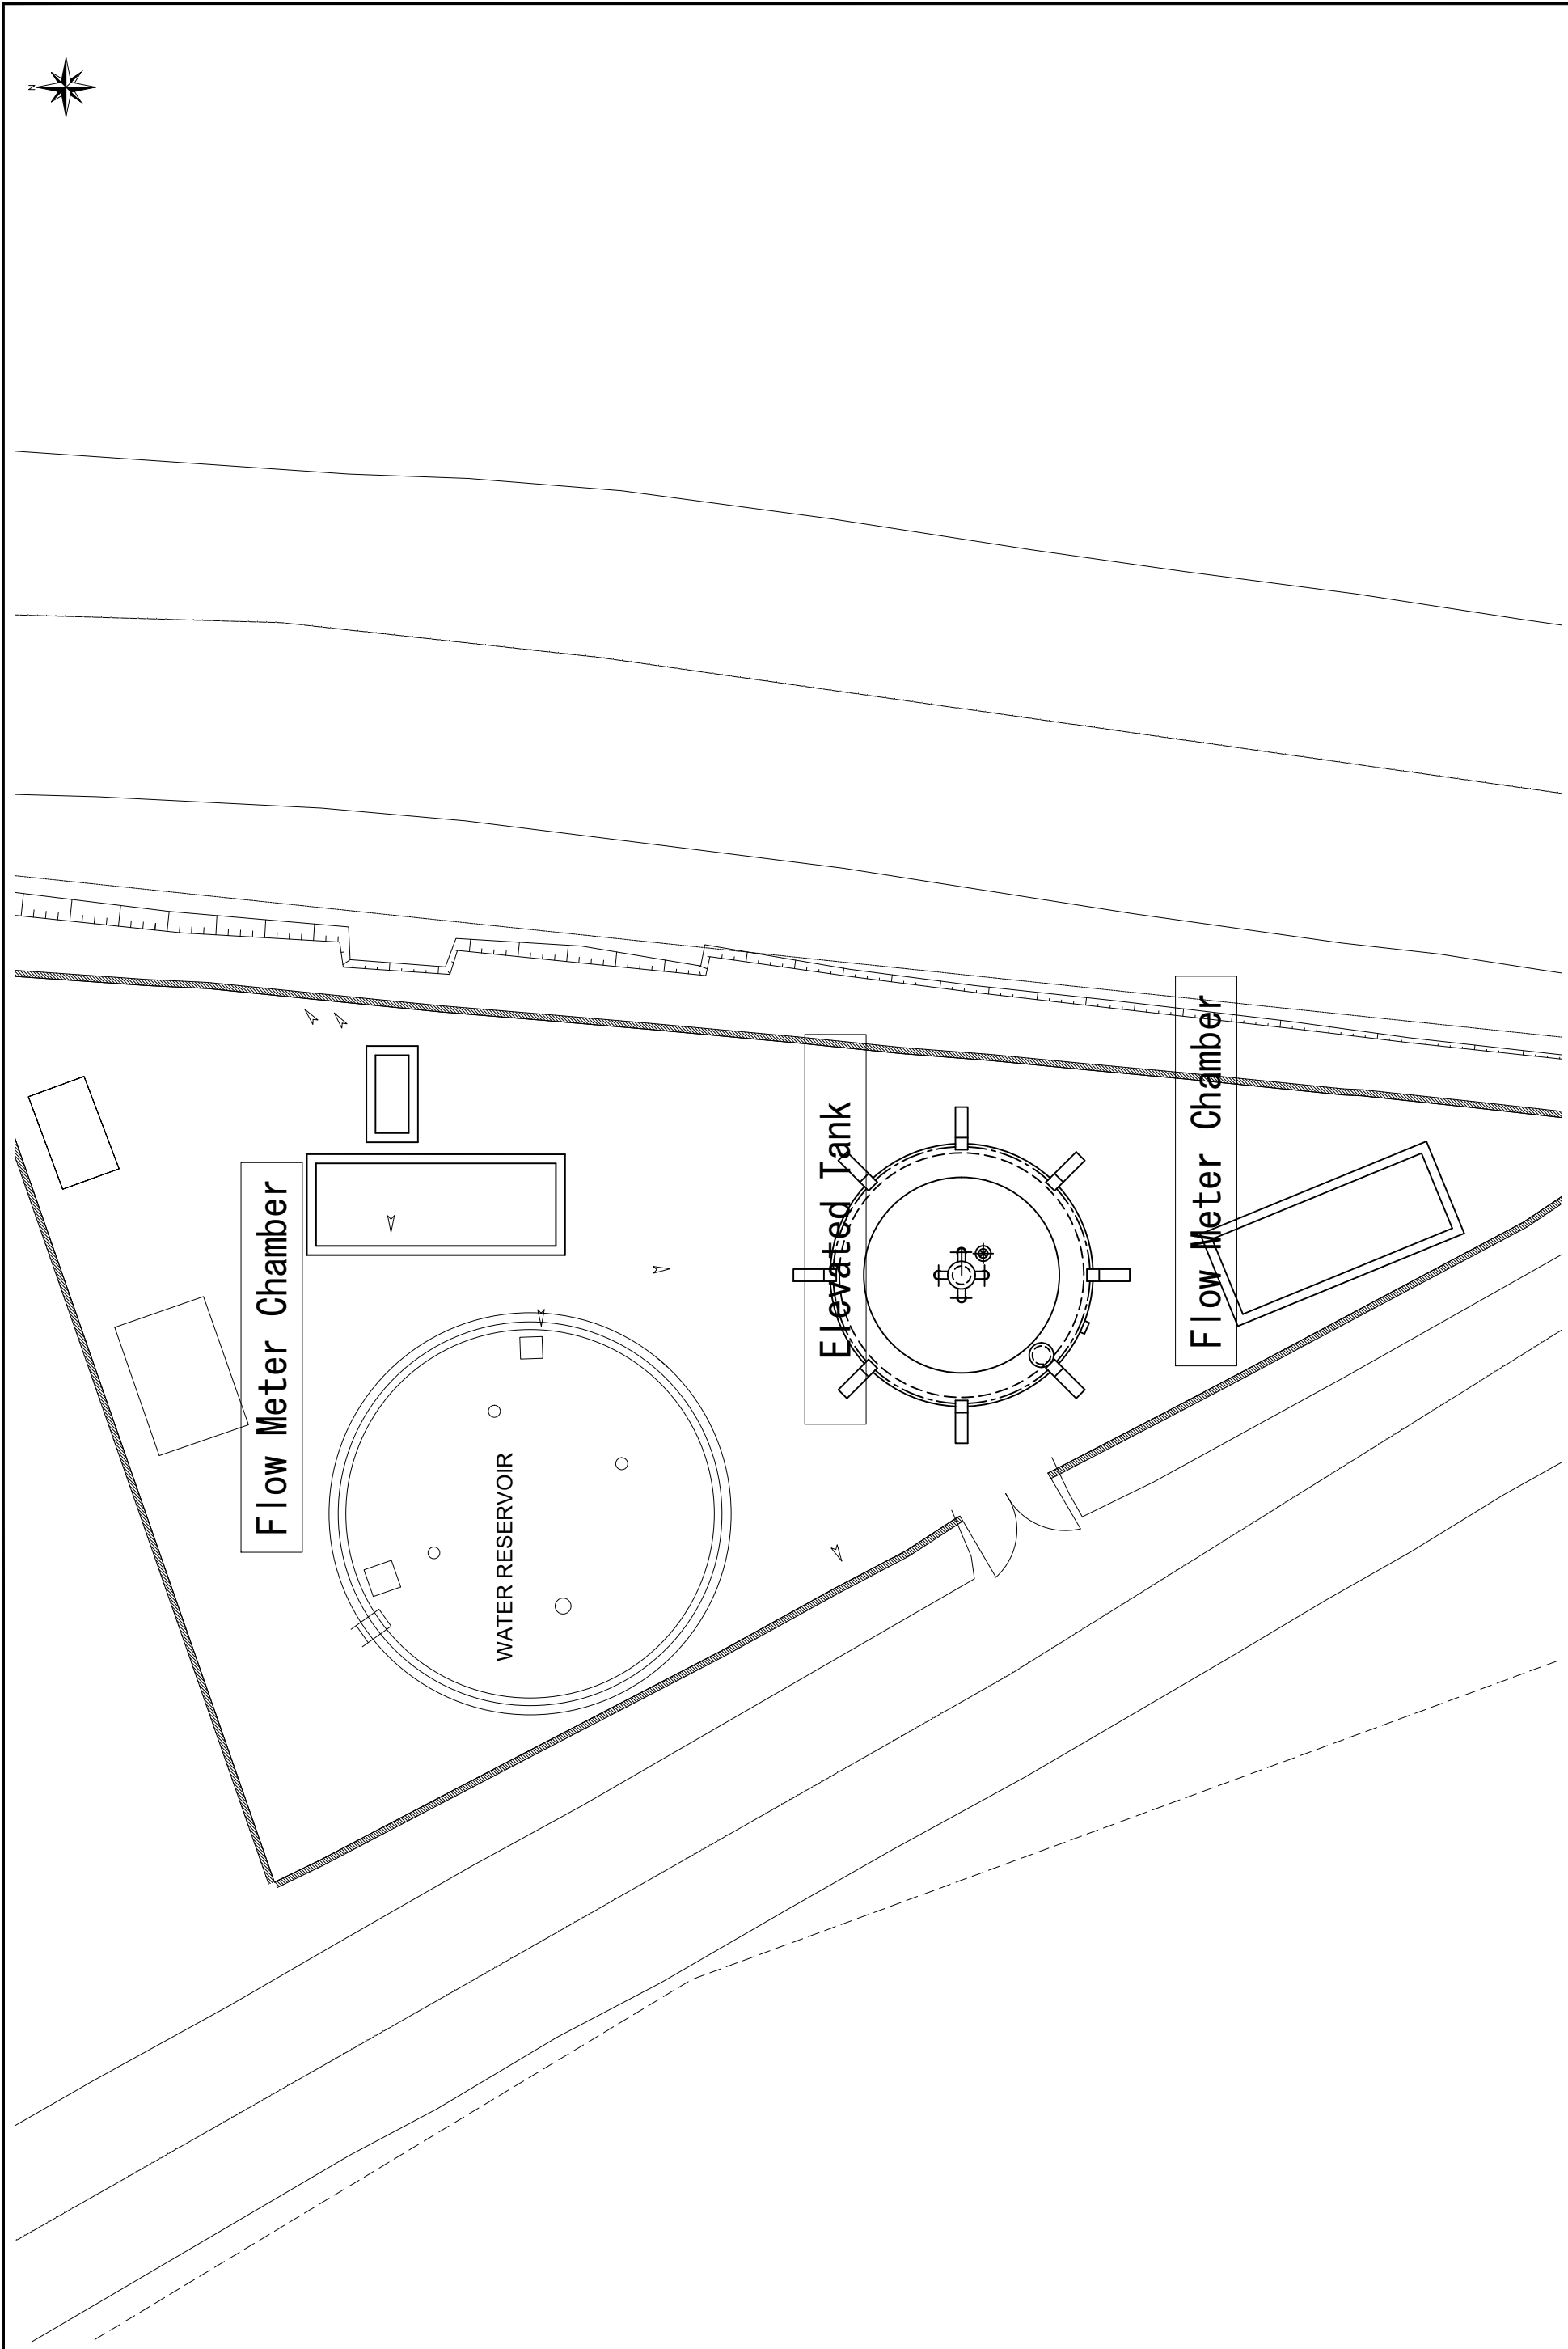 N
Flow Meter Chamber
WATER RESERVOIR
Elevated Tank
Flow Meter Chamber